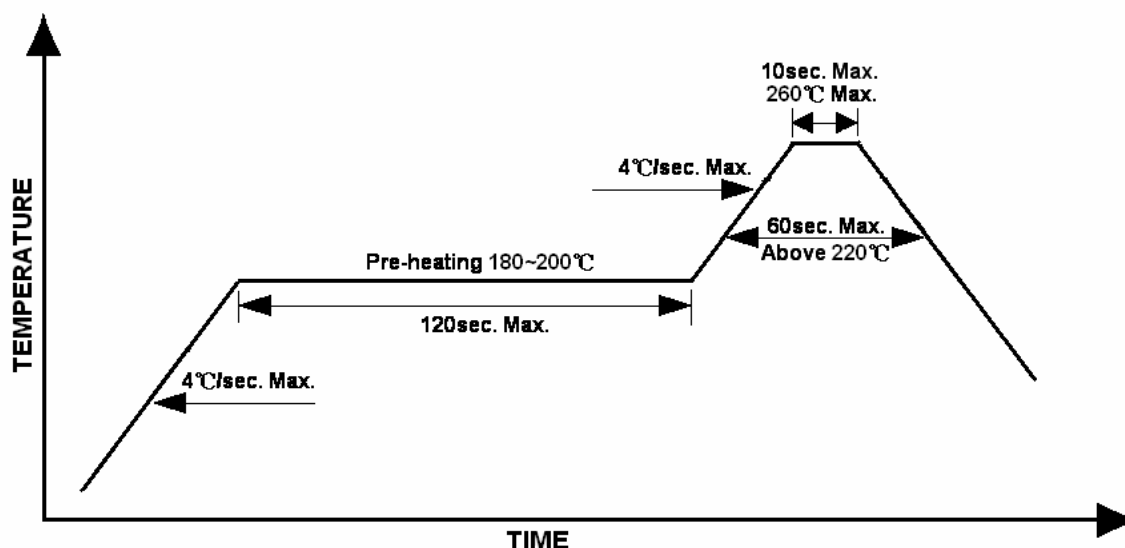 10sec. Max.
260℃ Max.
4℃/sec. Max.
60sec. Max.
Above 220℃
Pre-heating 180~200℃
120sec. Max.
4℃/sec. Max.
TEMPERATURE
TIME